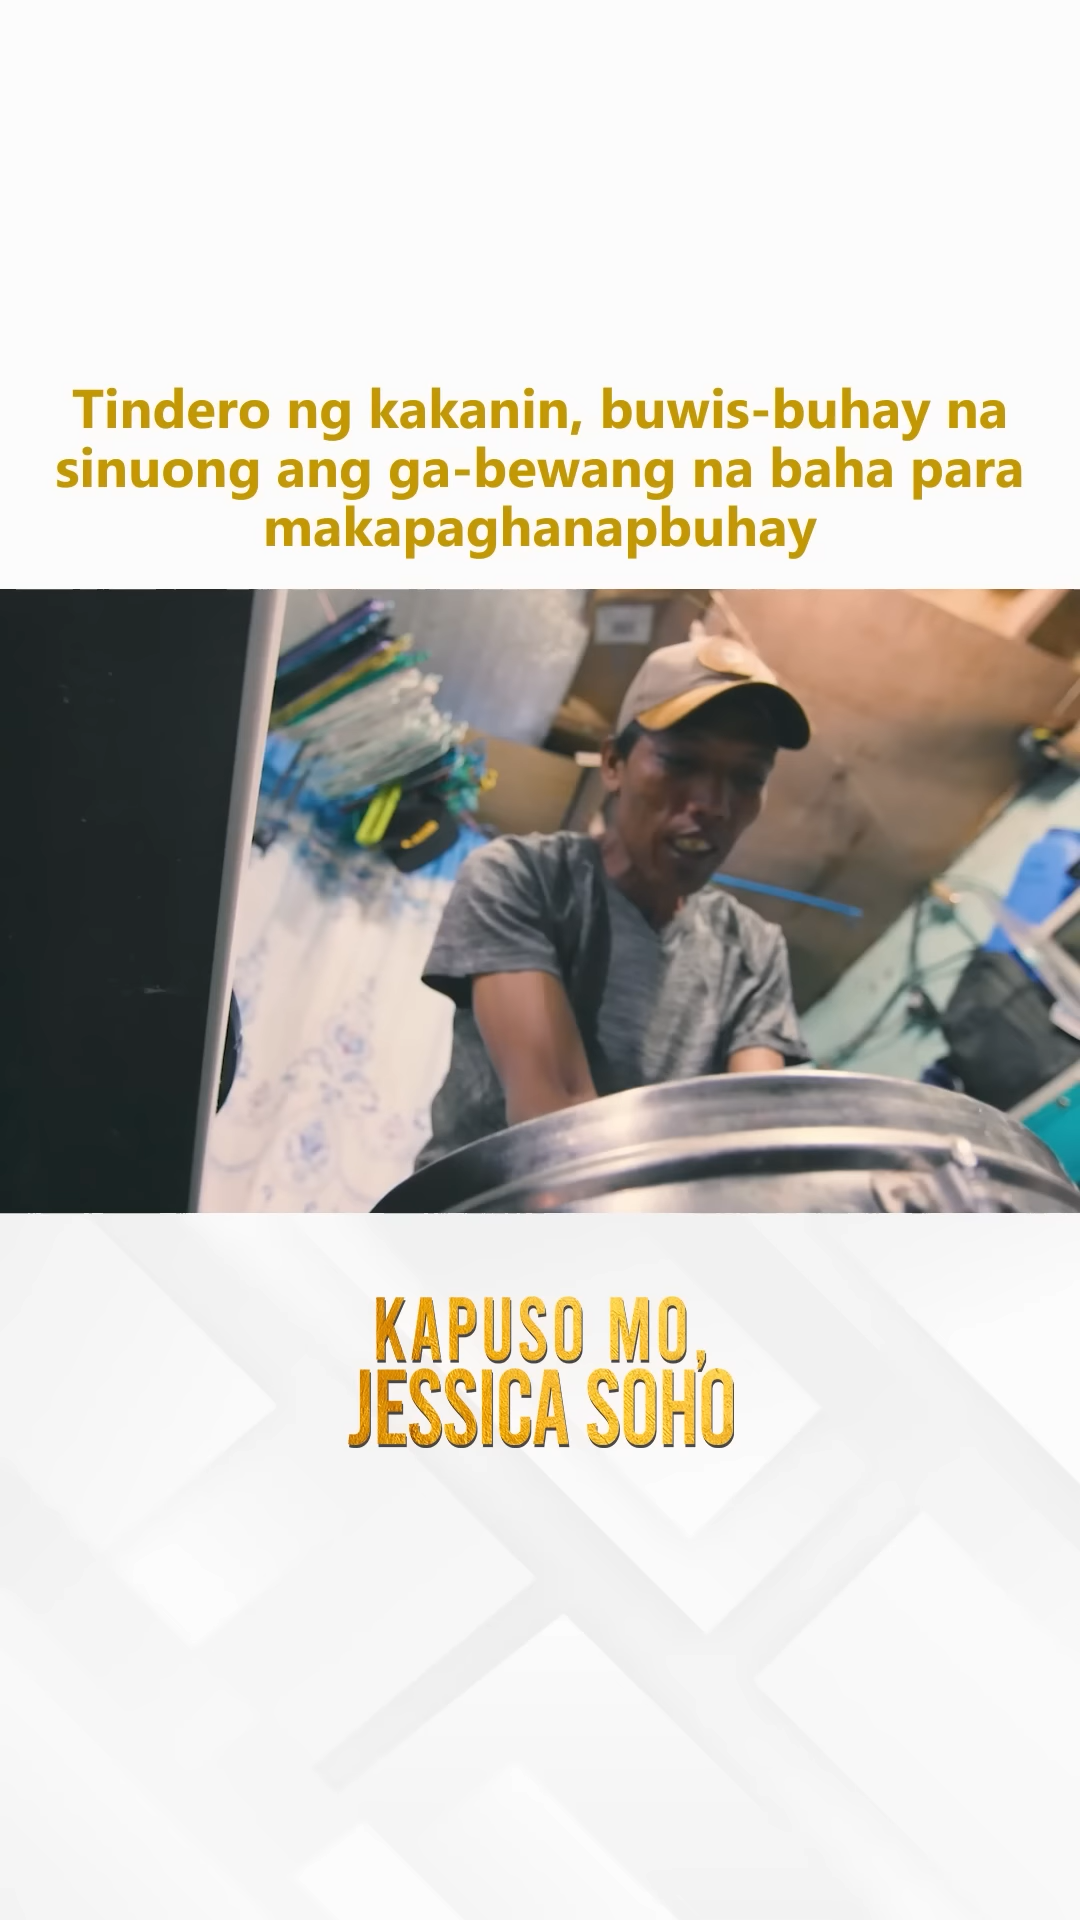 Tindero ng kakanin, buwis-buhay na
sinuong ang ga-bewang na baha para
makapaghanapbuhay
KAPUSO MO,
JESSICA SOHO